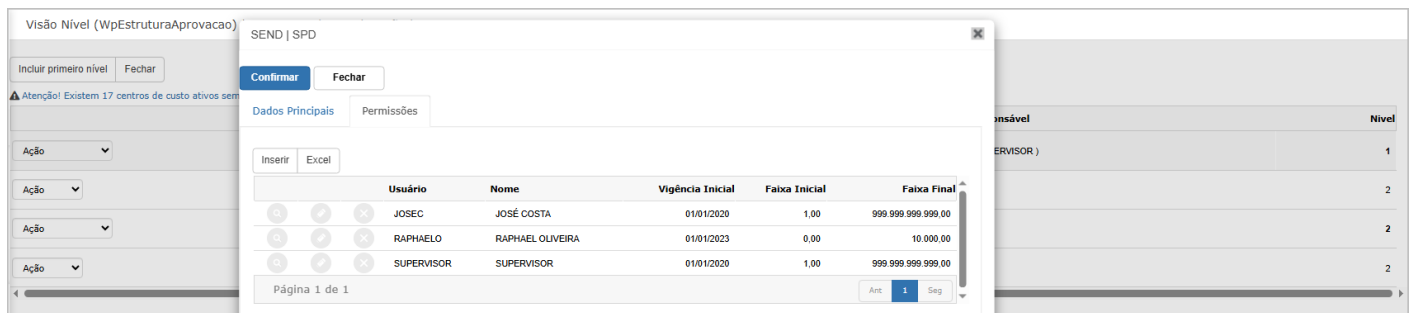 Visão Nível (WpEstruturaAprovacao)
SEND | SPD
Incluir primeiro nível Fechar
Confirmar Fechar
Atenção! Existem 17 centros de custo ativos sem
Dados Principais Permissões
onsável Nivel
Ação ERVISOR ) 1
Inserir Excel
Usuário Nome Vigência Inicial Faixa Inicial Faixa Final
Ação 2
JOSEC JOSÉ COSTA 01/01/2020 1,00 999.999.999.999,00
Ação 2
RAPHAELO RAPHAEL OLIVEIRA 01/01/2023 0,00 10.000,00
SUPERVISOR SUPERVISOR 01/01/2020 1,00 999.999.999.999,00
Ação 2
Página 1 de 1 Ant 1 Seg